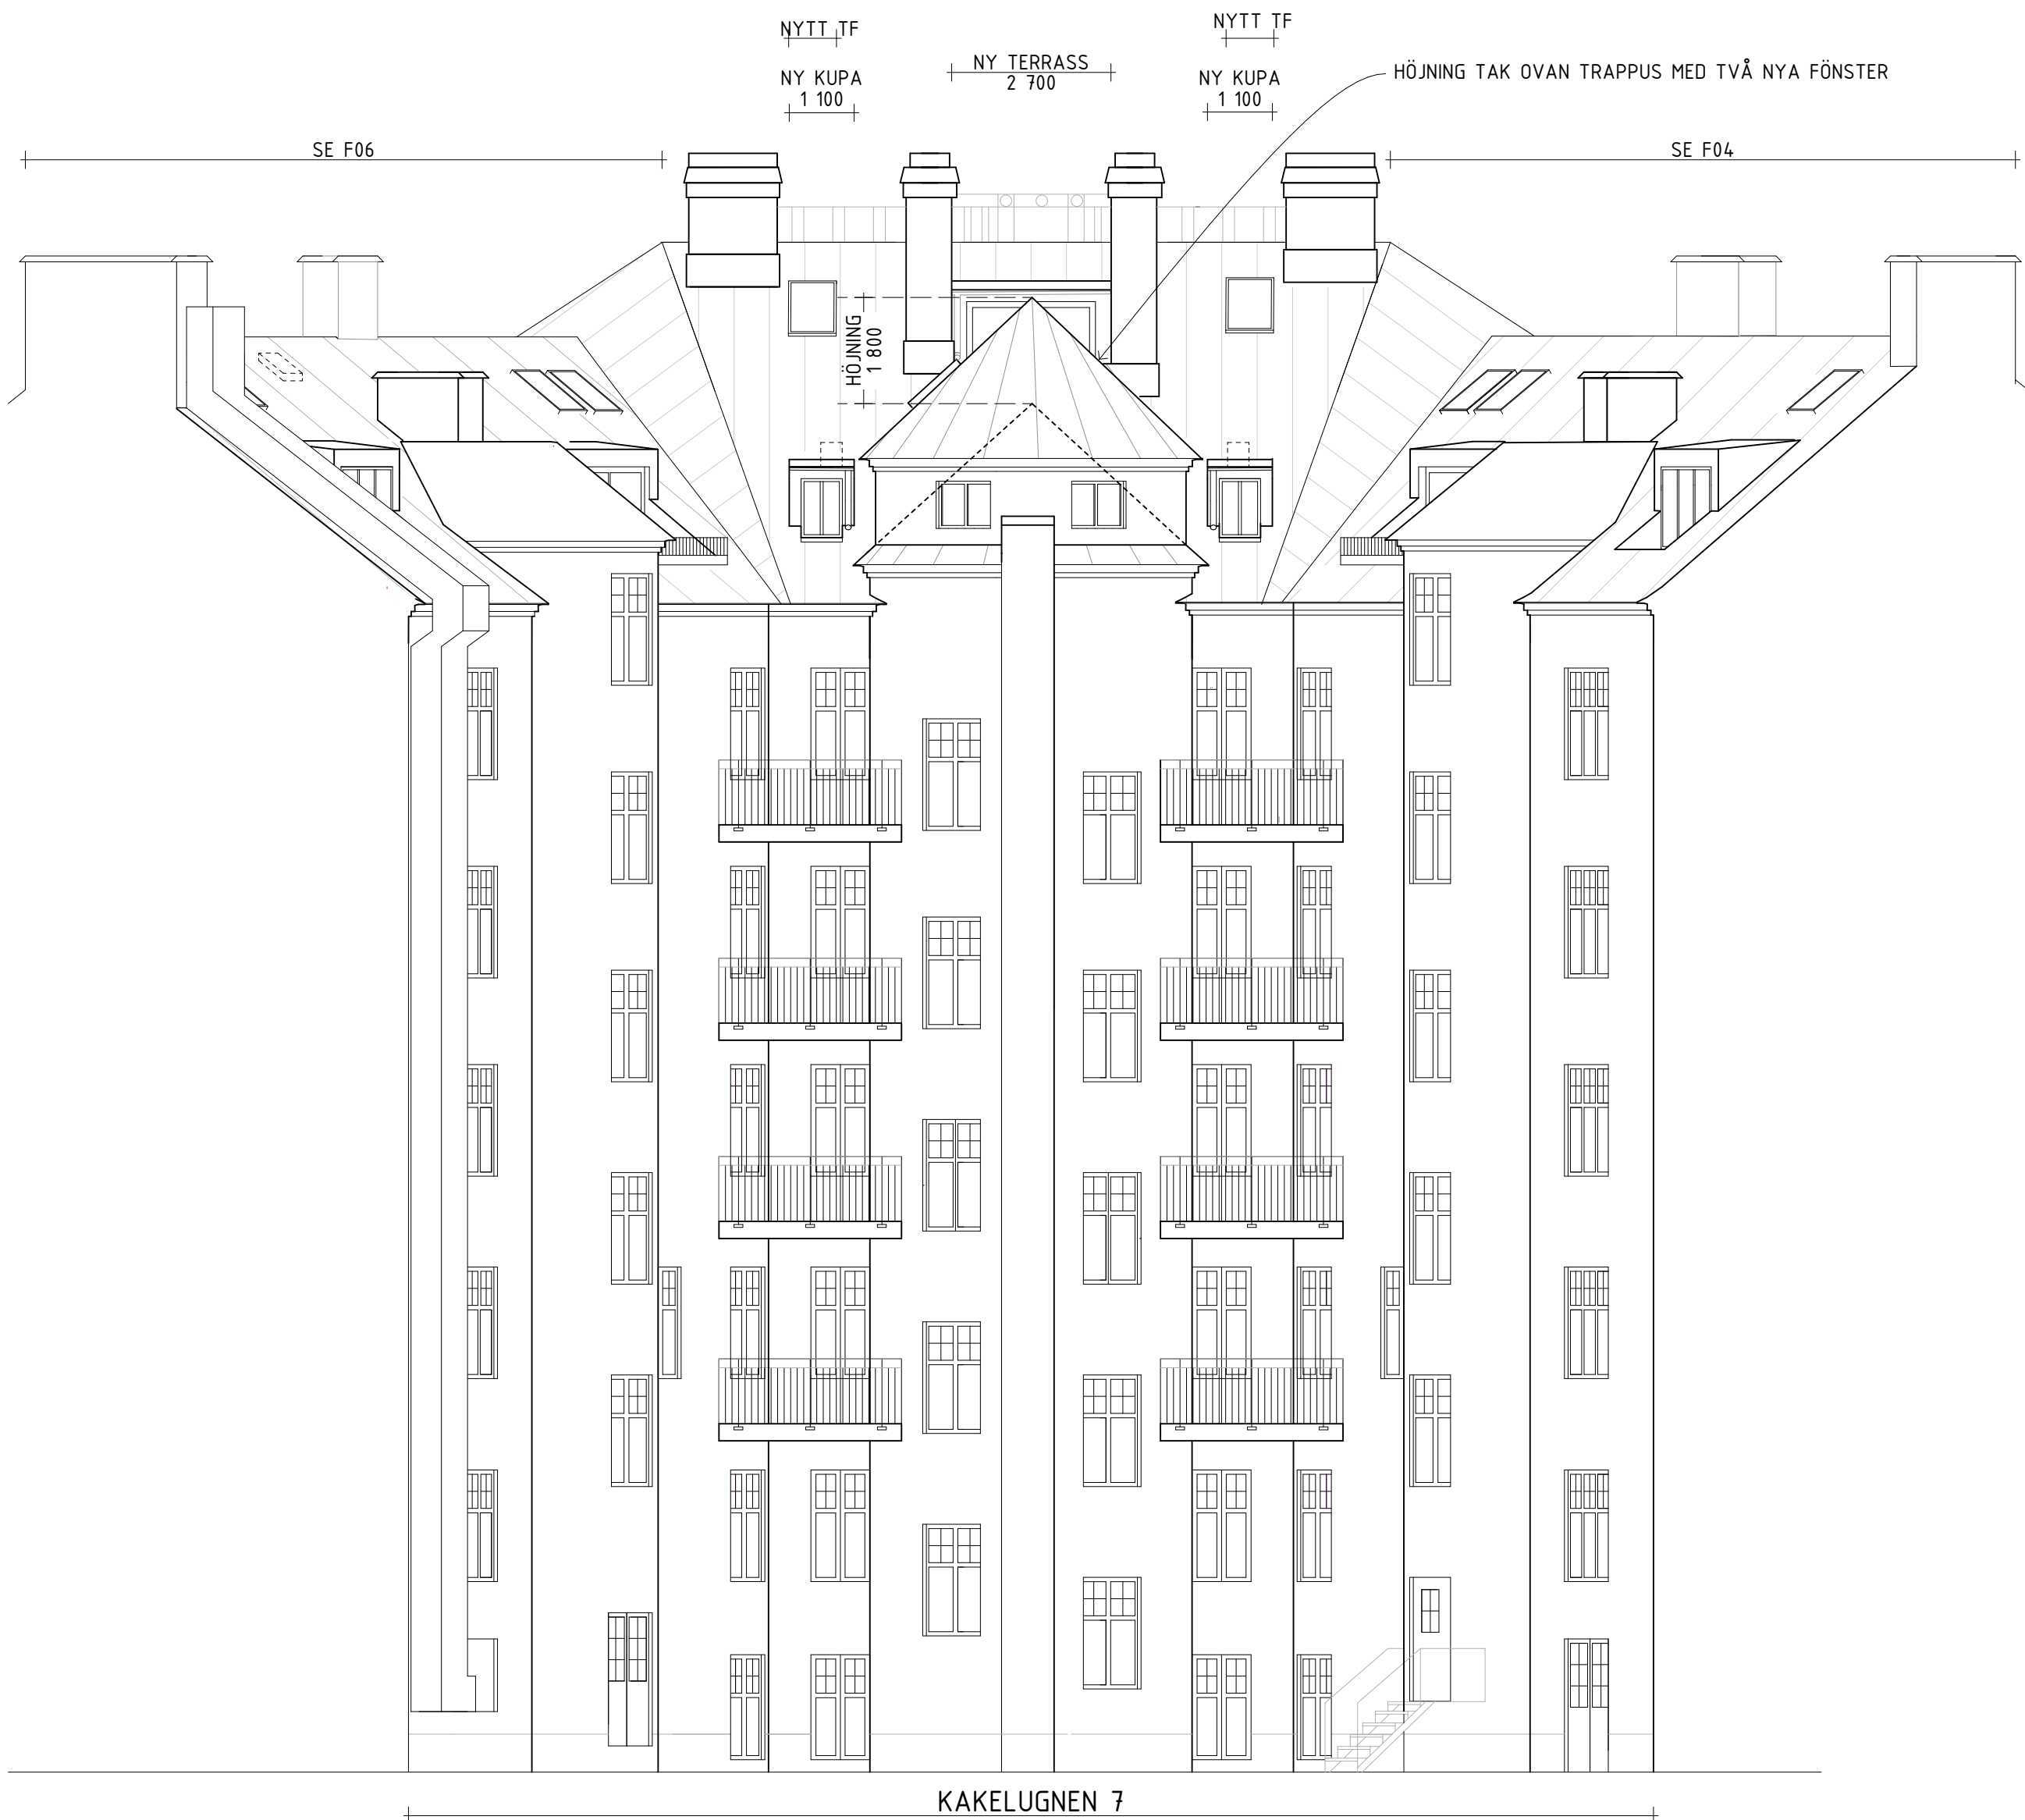 NYTT TF
NYTT TF
NY TERRASS
2 700
HÖJNING TAK OVAN TRAPPUS MED TVÅ NYA FÖNSTER
NY KUPA
1 100
NY KUPA
1 100
SE F06
SE F04
HÖJNING
1 800
KAKELUGNEN 7